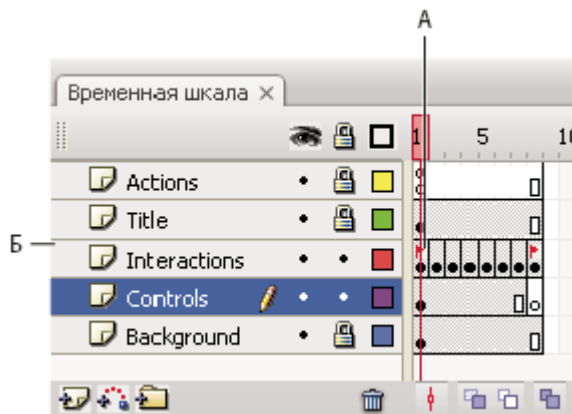 А
Временная шкала
1 5 10
Actions
Title
Б
Interactions
Controls
Background